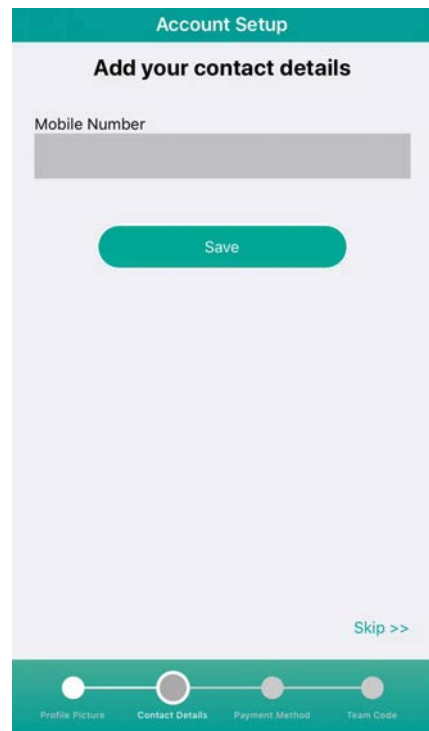 Account Setup
Add your contact details
Mobile Number
Save
Skip >>
Profile Picture Contact Details Payment Method Team Code